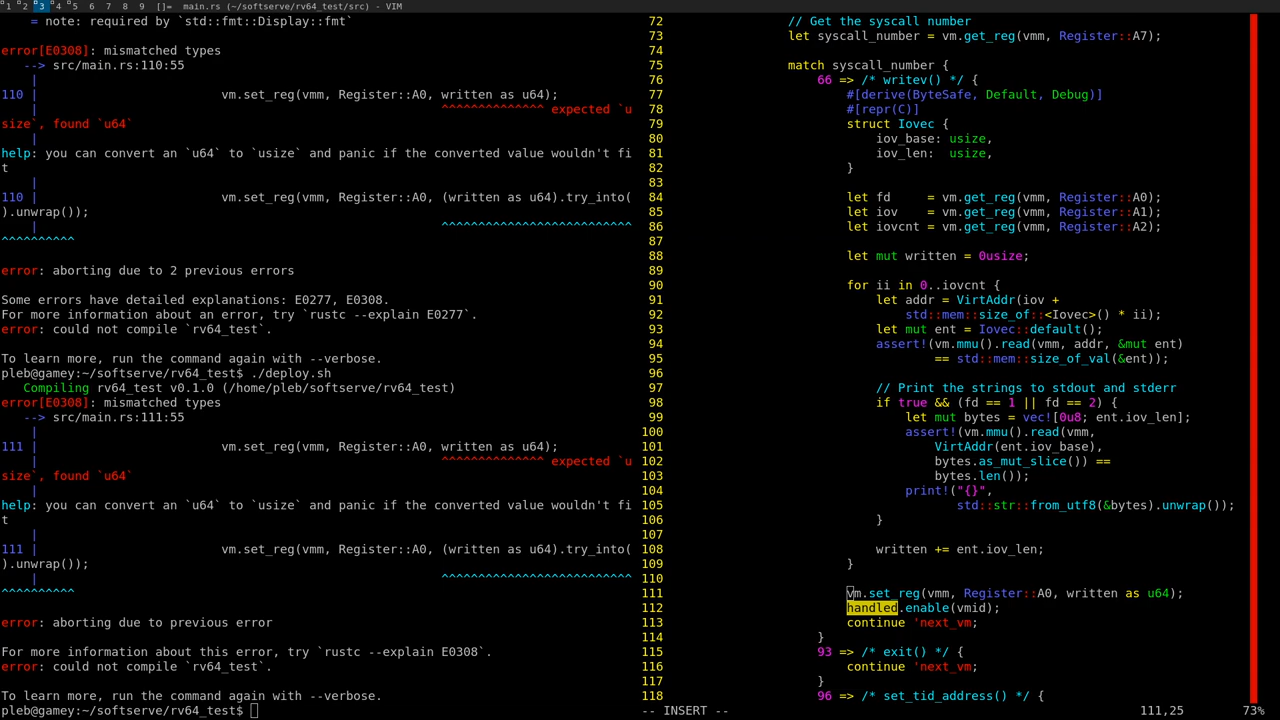 1 2 3 4 5 6 7 8 9 []= main.rs (~/softserve/rv64_test/src) - VIM
= note: required by `std::fmt::Display::fmt`
error[E0308]: mismatched types
--> src/main.rs:110:55
|
110 | vm.set_reg(vmm, Register::A0, written as u64);
| ^^^^^^^^^^^^^^ expected `u
size`, found `u64`
|
help: you can convert an `u64` to `usize` and panic if the converted value wouldn't fi
t
|
110 | vm.set_reg(vmm, Register::A0, (written as u64).try_into(
).unwrap());
| ^^^^^^^^^^^^^^^^^^^^^^^^^^
^^^^^^^^^^
error: aborting due to 2 previous errors
Some errors have detailed explanations: E0277, E0308.
For more information about an error, try `rustc --explain E0277`.
error: could not compile `rv64_test`.
To learn more, run the command again with --verbose.
pleb@gamey:~/softserve/rv64_test$ ./deploy.sh
Compiling rv64_test v0.1.0 (/home/pleb/softserve/rv64_test)
error[E0308]: mismatched types
--> src/main.rs:111:55
|
111 | vm.set_reg(vmm, Register::A0, written as u64);
| ^^^^^^^^^^^^^^ expected `u
size`, found `u64`
|
help: you can convert an `u64` to `usize` and panic if the converted value wouldn't fi
t
|
111 | vm.set_reg(vmm, Register::A0, (written as u64).try_into(
).unwrap());
| ^^^^^^^^^^^^^^^^^^^^^^^^^^
^^^^^^^^^^
error: aborting due to previous error
For more information about this error, try `rustc --explain E0308`.
error: could not compile `rv64_test`.
To learn more, run the command again with --verbose.
pleb@gamey:~/softserve/rv64_test$
72 // Get the syscall number
73 let syscall_number = vm.get_reg(vmm, Register::A7);
74
75 match syscall_number {
76 66 => /* writev() */ {
77 #[derive(ByteSafe, Default, Debug)]
78 #[repr(C)]
79 struct Iovec {
80 iov_base: usize,
81 iov_len: usize,
82 }
83
84 let fd = vm.get_reg(vmm, Register::A0);
85 let iov = vm.get_reg(vmm, Register::A1);
86 let iovcnt = vm.get_reg(vmm, Register::A2);
87
88 let mut written = 0usize;
89
90 for ii in 0..iovcnt {
91 let addr = VirtAddr(iov +
92 std::mem::size_of::<Iovec>() * ii);
93 let mut ent = Iovec::default();
94 assert!(vm.mmu().read(vmm, addr, &mut ent)
95 == std::mem::size_of_val(&ent));
96
97 // Print the strings to stdout and stderr
98 if true && (fd == 1 || fd == 2) {
99 let mut bytes = vec![0u8; ent.iov_len];
100 assert!(vm.mmu().read(vmm,
101 VirtAddr(ent.iov_base),
102 bytes.as_mut_slice()) ==
103 bytes.len());
104 print!("{}",
105 std::str::from_utf8(&bytes).unwrap());
106 }
107
108 written += ent.iov_len;
109 }
110
111 vm.set_reg(vmm, Register::A0, written as u64);
112 handled.enable(vmid);
113 continue 'next_vm;
114 }
115 93 => /* exit() */ {
116 continue 'next_vm;
117 }
118 96 => /* set_tid_address() */ {
-- INSERT -- 111,25 73%